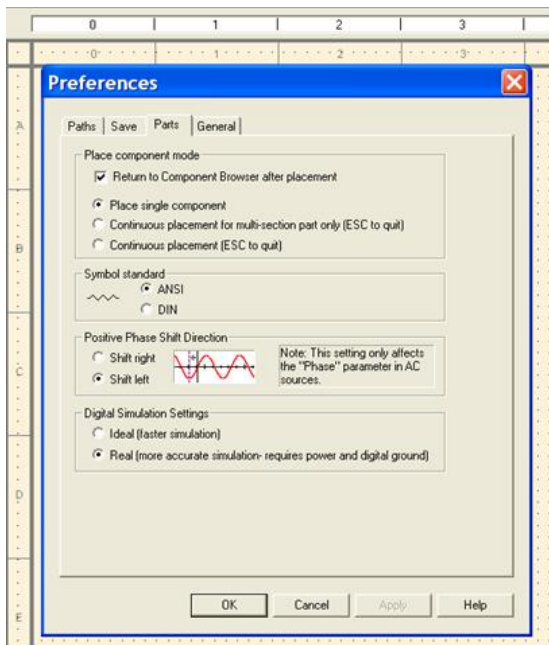 0 1 2 3
0 1 2 3
Preferences
Paths Save Parts General
Place component mode
Return to Component Browser after placement
Place single component
Continuous placement for multi-section part only (ESC to quit)
Continuous placement (ESC to quit)
Symbol standard
ANSI
DIN
Positive Phase Shift Direction
Shift right
Shift left
Note: This setting only affects
the "Phase" parameter in AC
sources.
Digital Simulation Settings
Ideal (faster simulation)
Real (more accurate simulation- requires power and digital ground)
OK Cancel Apply Help
A
B
C
D
E